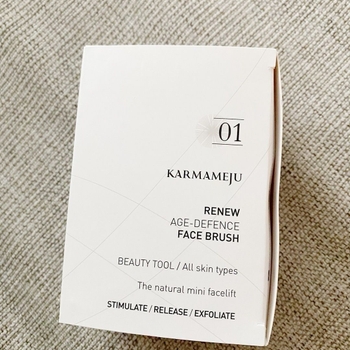 01
KARMAMEJU
RENEW
AGE-DEFENCE
FACE BRUSH
BEAUTY TOOL / All skin types
The natural mini facelift
STIMULATE / RELEASE / EXFOLIATE